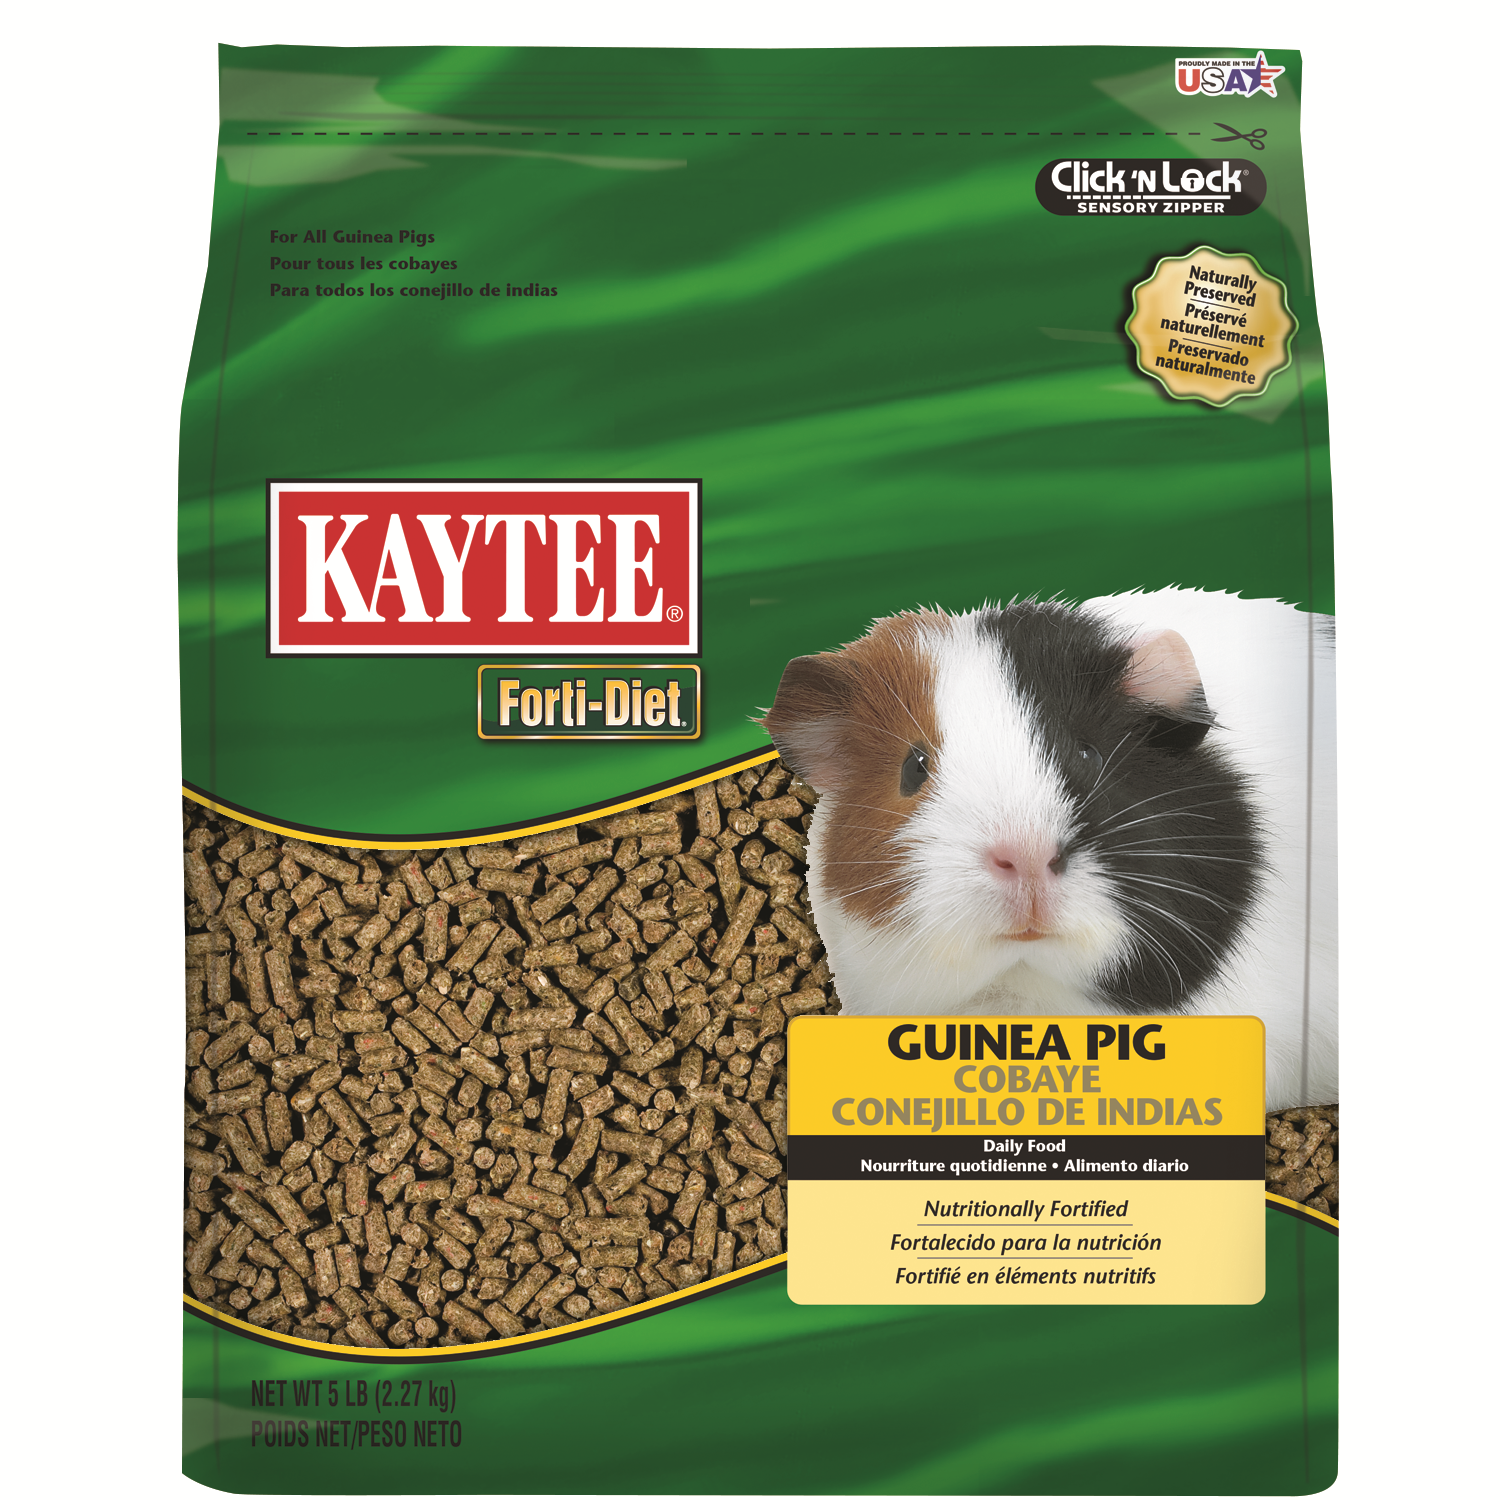 PROUDLY MADE IN THE
USA
Click 'N Lock®
SENSORY ZIPPER
For All Guinea Pigs
Pour tous les cobayes
Para todos los conejillo de indias
Naturally
Preserved
Préservé
naturellement
Preservado
naturalmente
KAYTEE®
Forti-Diet®
GUINEA PIG
COBAYE
CONEJILLO DE INDIAS
Daily Food
Nourriture quotidienne • Alimento diario
Nutritionally Fortified
Fortalecido para la nutrición
Fortifié en éléments nutritifs
NET WT 5 LB (2.27 kg)
POIDS NET/PESO NETO